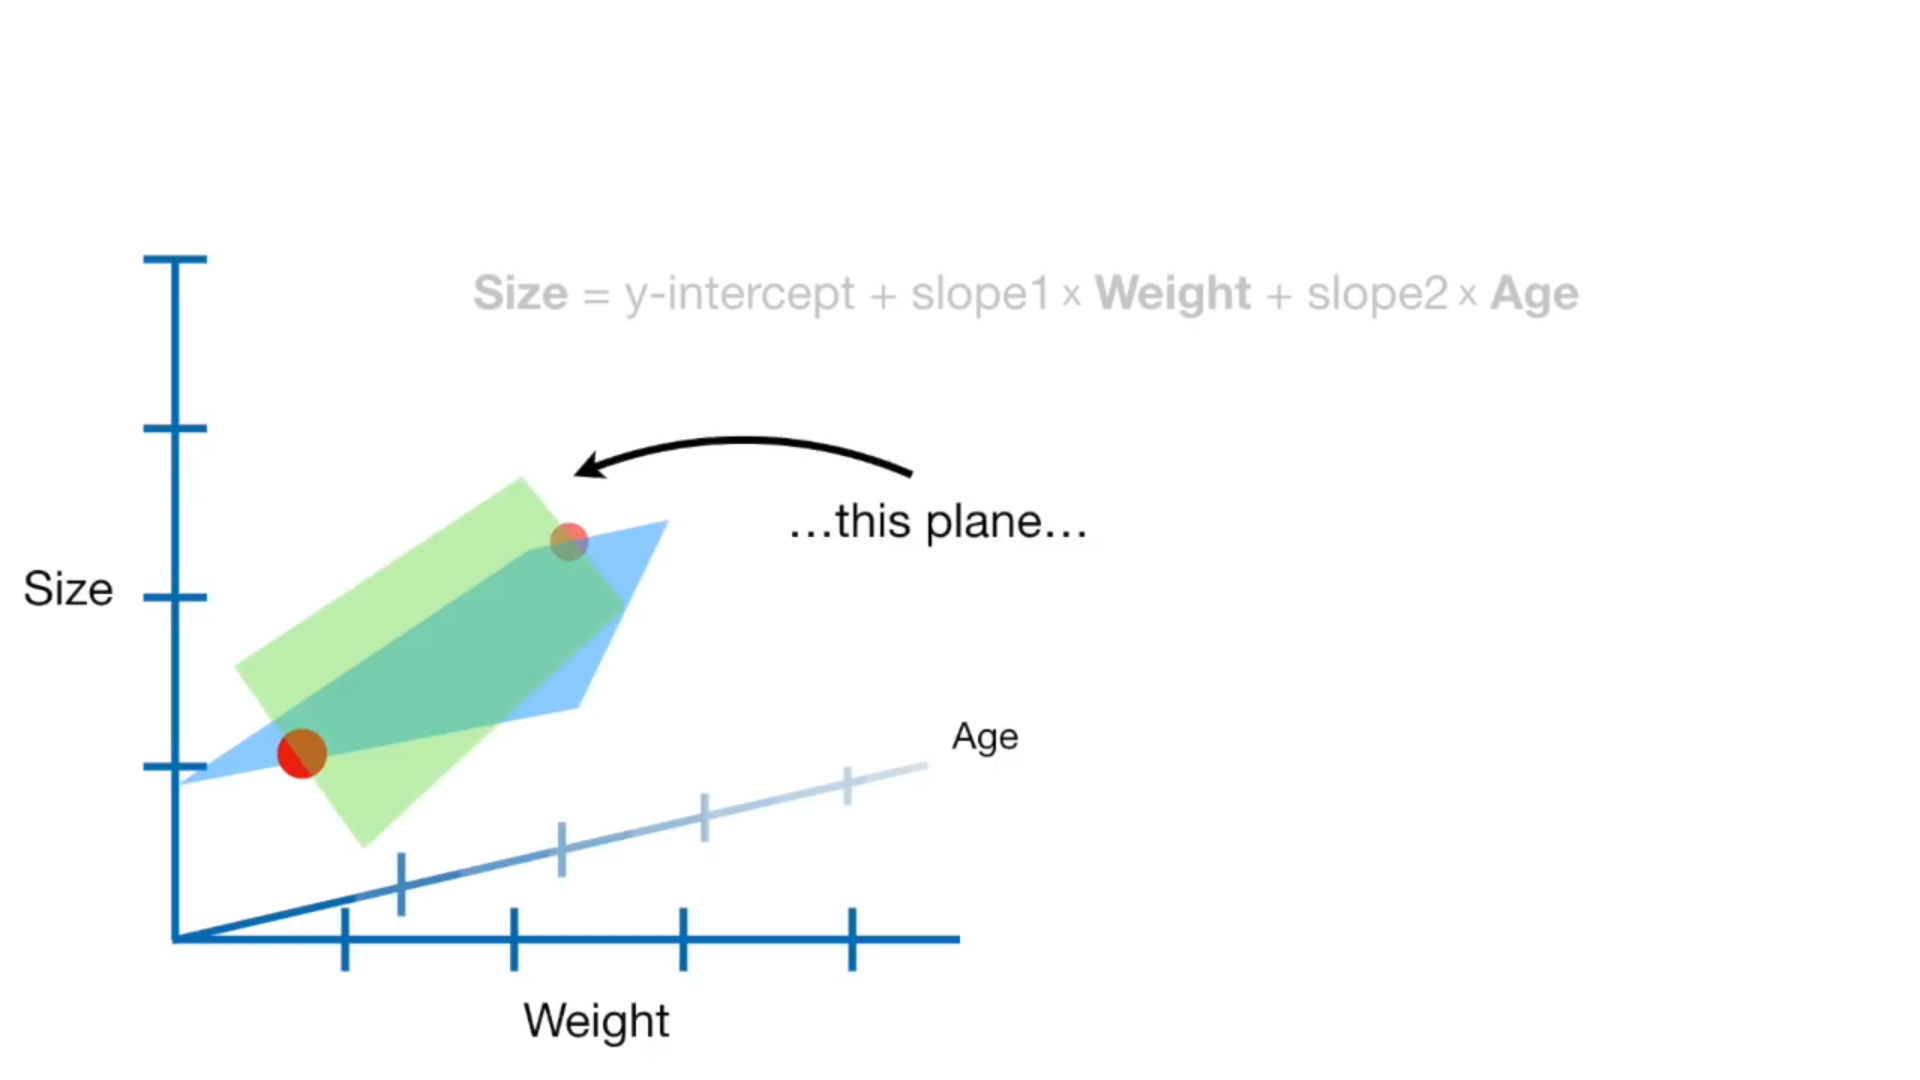 Size = y-intercept + slope1 x Weight + slope2 x Age
…this plane…
Size
Age
Weight